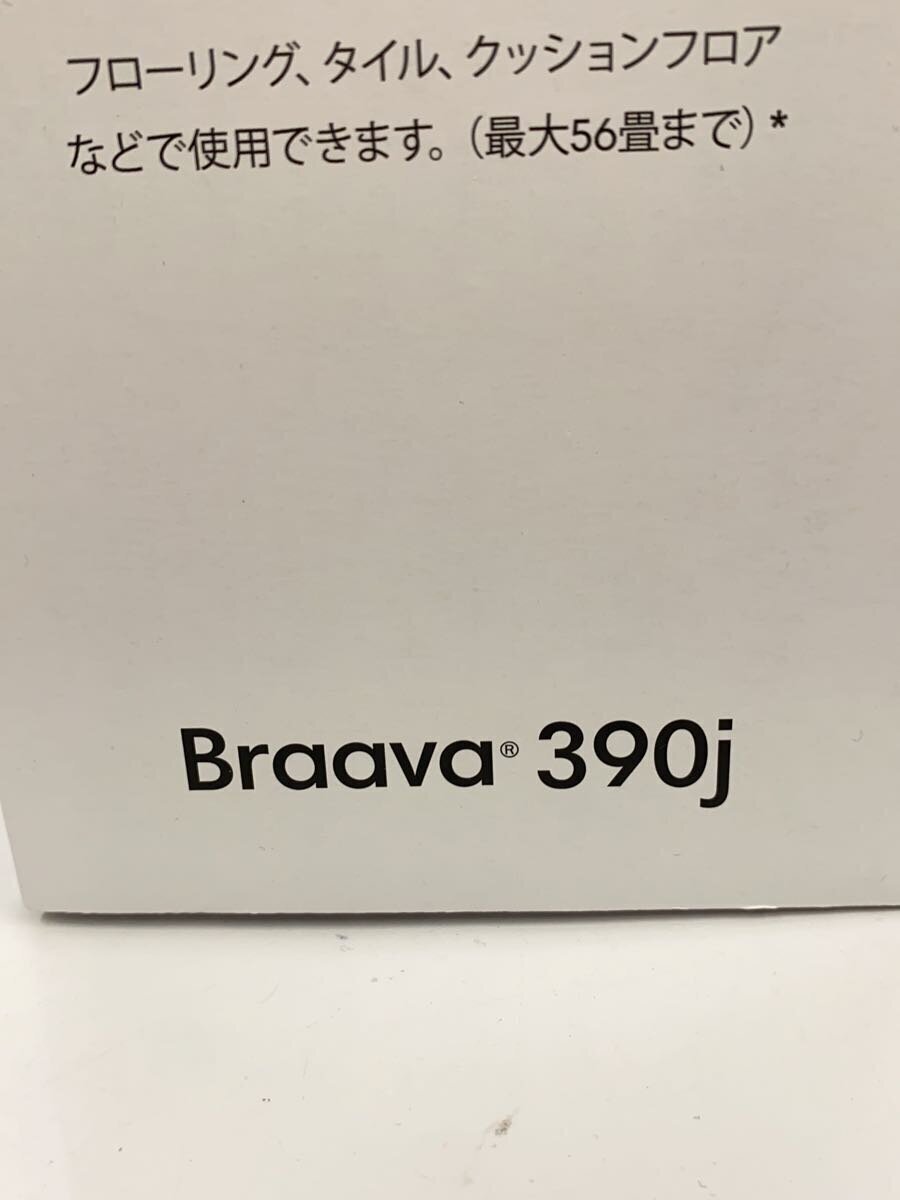 フローリング、タイル、クッションフロア
などで使用できます。（最大56畳まで）*
Braava® 390j